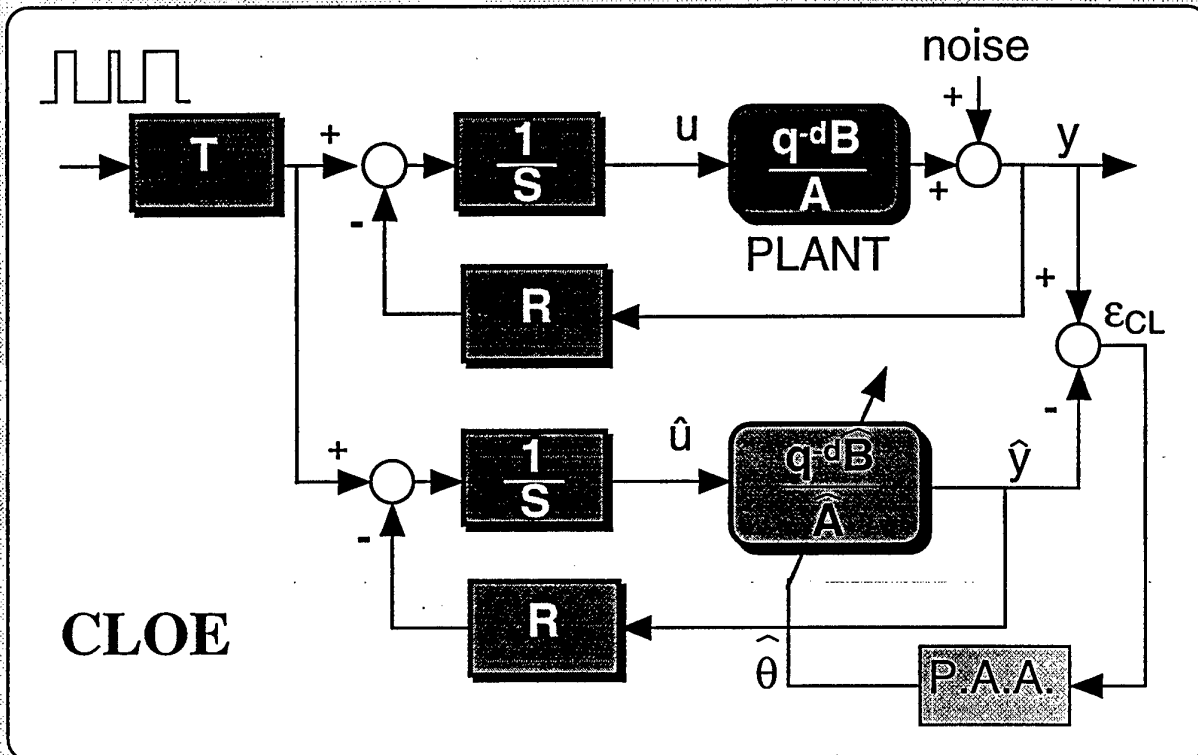 noise
T
+
1
S
u
q-dB
A
+
+
y
-
PLANT
R
+
εCL
-
+
1
S
û
q-dB̂
Â
ŷ
-
R
CLOE
θ̂
P.A.A.